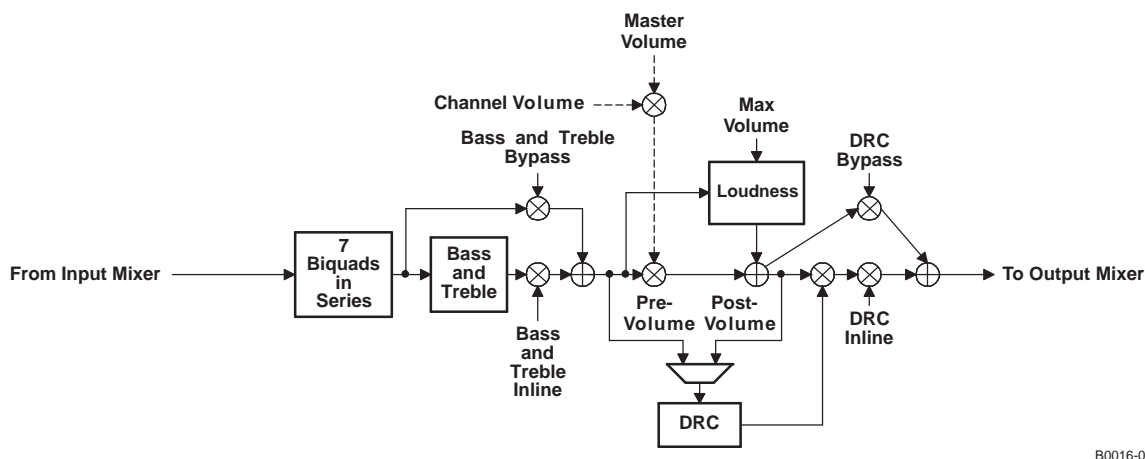 Master
Volume
Channel Volume
Max
Volume
Bass and Treble
Bypass
DRC
Bypass
Loudness
7
Biquads
in
Series
Bass
and
Treble
From Input Mixer
To Output Mixer
Pre-
Volume
Post-
Volume
Bass
and
Treble
Inline
DRC
Inline
DRC
B0016-0